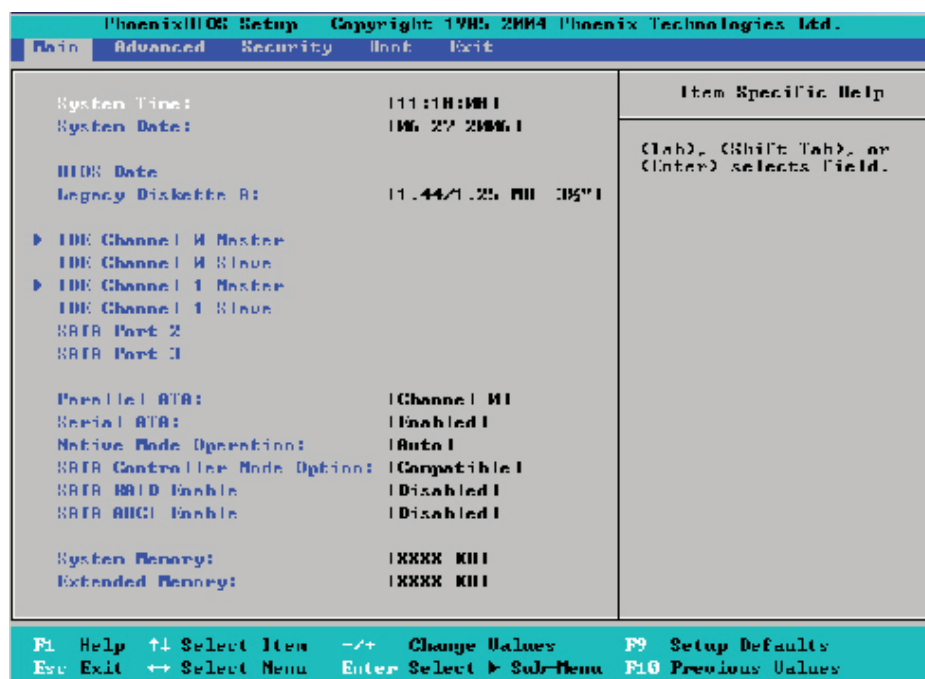 PhoenixBIOS Setup Copyright 1985-2004 Phoenix Technologies Ltd.
Main Advanced Security Boot Exit
System Time: [11:10:00]
System Date:
BIOS Date
Legacy Diskette A: [1.44/1.25 MB 3½"]
▶ IDE Channel 0 Master
IDE Channel 0 Slave
▶ IDE Channel 1 Master
IDE Channel 1 Slave
SATA Port 2
SATA Port 3
Parallel ATA: [Channel 0]
Serial ATA: [Enabled]
Native Mode Operation: [Auto]
SATA Controller Mode Option: [Compatible]
SATA RAID Enable [Disabled]
SATA AHCI Enable [Disabled]
System Memory: [XXXX KB]
Extended Memory: [XXXX KB]
Item Specific Help
<Tab>, <Shift-Tab>, or
<Enter> selects field.
F1 Help ↑↓ Select Item -/+ Change Values F9 Setup Defaults
Esc Exit ↔ Select Menu Enter Select ▶ Sub-Menu F10 Previous Values